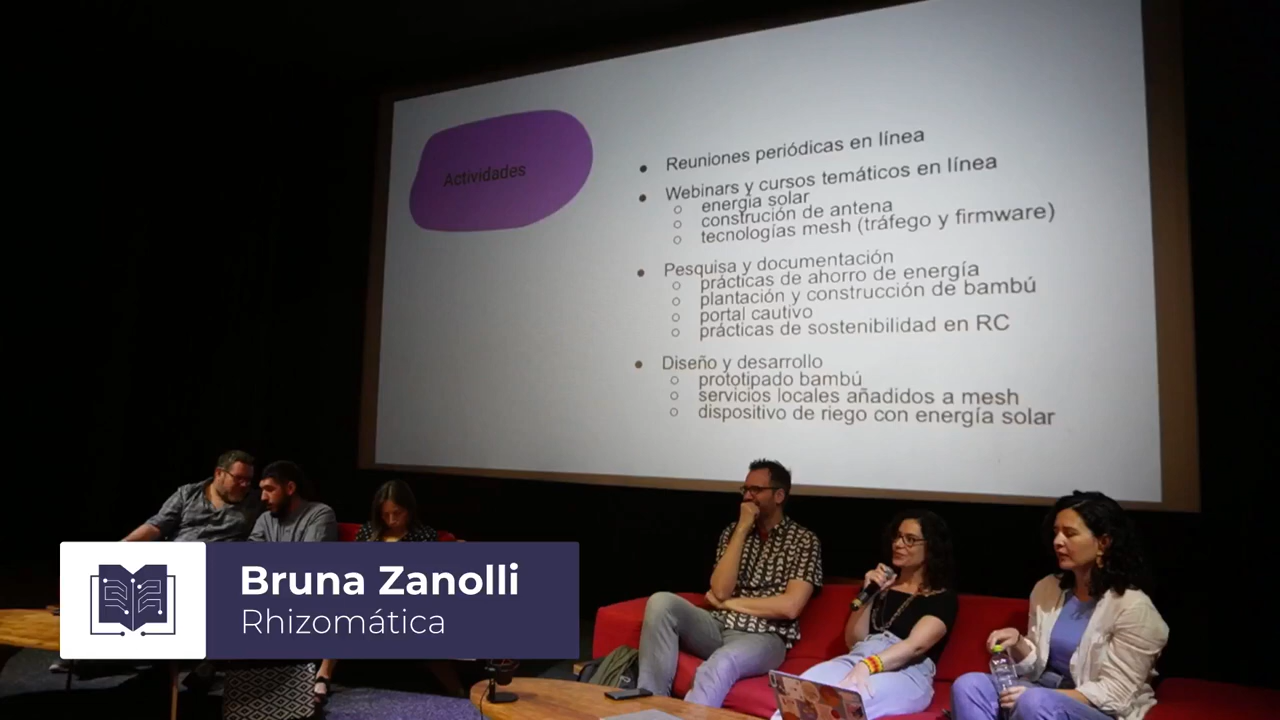 Actividades
Reuniones periódicas en línea
Webinars y cursos temáticos en línea
energía solar
construción de antena
tecnologías mesh (tráfego y firmware)
Pesquisa y documentación
prácticas de ahorro de energía
plantación y construcción de bambú
portal cautivo
prácticas de sostenibilidad en RC
Diseño y desarrollo
prototipado bambú
servicios locales añadidos a mesh
dispositivo de riego con energía solar
Bruna Zanolli
Rhizomática